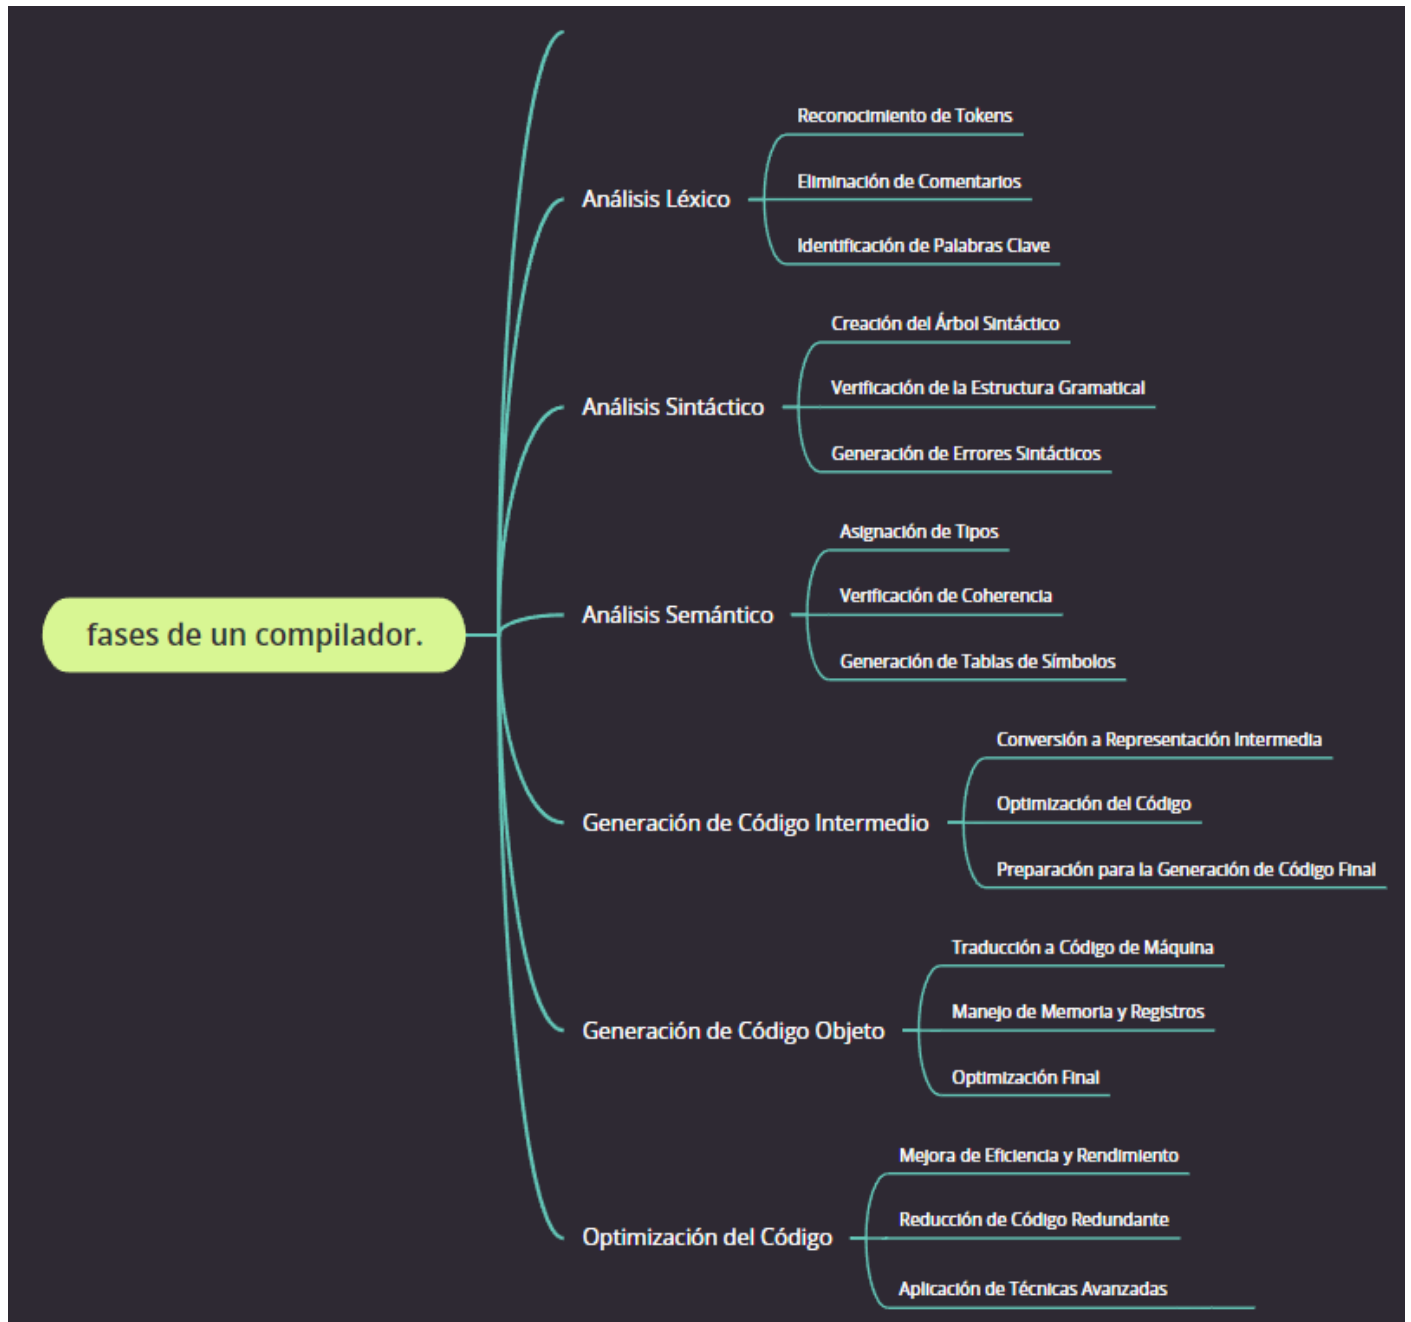 fases de un compilador.
Análisis Léxico
Reconocimiento de Tokens
Eliminación de Comentarios
Identificación de Palabras Clave
Análisis Sintáctico
Creación del Árbol Sintáctico
Verificación de la Estructura Gramatical
Generación de Errores Sintácticos
Análisis Semántico
Asignación de Tipos
Verificación de Coherencia
Generación de Tablas de Símbolos
Generación de Código Intermedio
Conversión a Representación Intermedia
Optimización del Código
Preparación para la Generación de Código Final
Generación de Código Objeto
Traducción a Código de Máquina
Manejo de Memoria y Registros
Optimización Final
Optimización del Código
Mejora de Eficiencia y Rendimiento
Reducción de Código Redundante
Aplicación de Técnicas Avanzadas